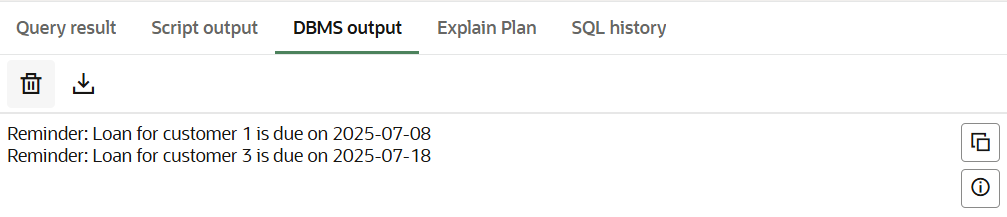 Query result Script output DBMS output Explain Plan SQL history
Reminder: Loan for customer 1 is due on 2025-07-08
Reminder: Loan for customer 3 is due on 2025-07-18